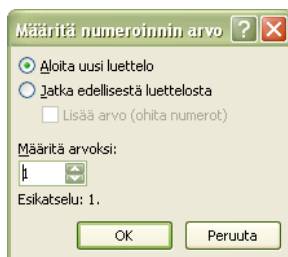 Määritä numeroinnin arvo
Aloita uusi luettelo
Jatka edellisestä luettelosta
Lisää arvo (ohita numerot)
Määritä arvoksi:
1
Esikatselu: 1.
OK Peruuta